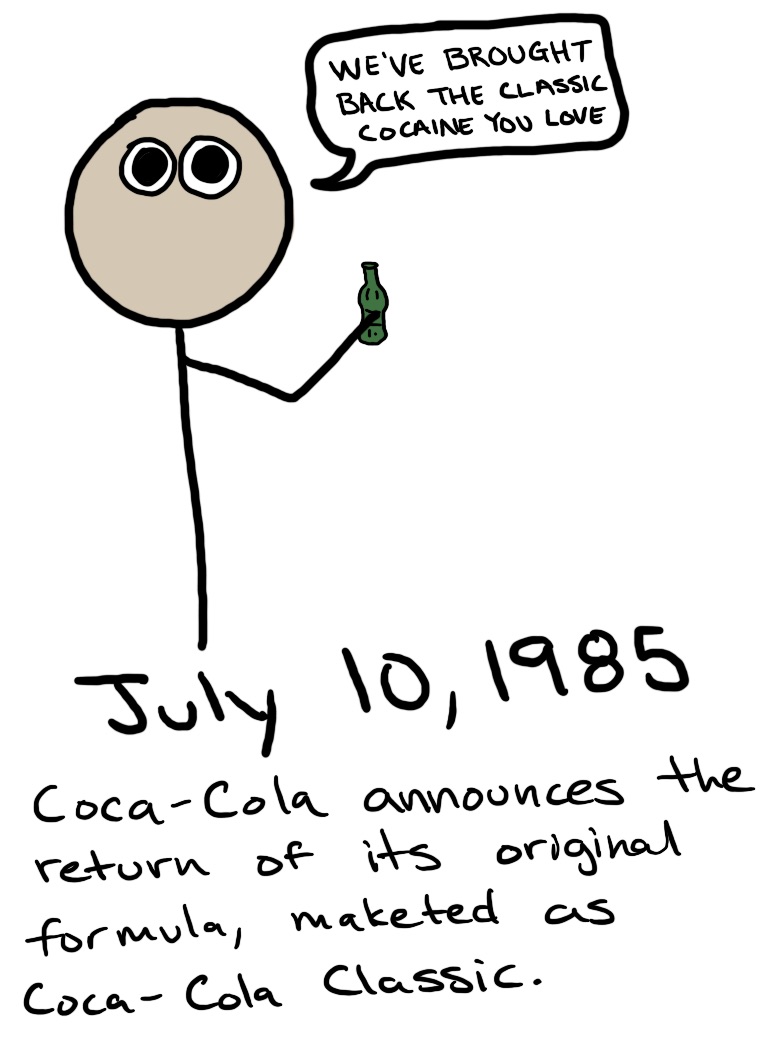 WE'VE BROUGHT
BACK THE CLASSIC
COCAINE YOU LOVE
July 10, 1985
Coca-Cola announces the
return of its original
formula, maketed as
Coca-Cola Classic.